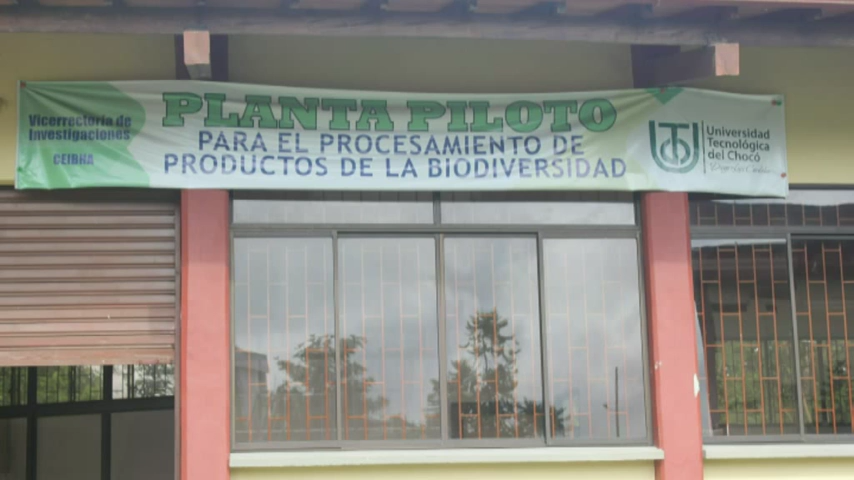 Vicerrectoría de
Investigaciones
CEIBHA
PLANTA PILOTO
PARA EL PROCESAMIENTO DE
PRODUCTOS DE LA BIODIVERSIDAD
Universidad
Tecnológica
del Chocó